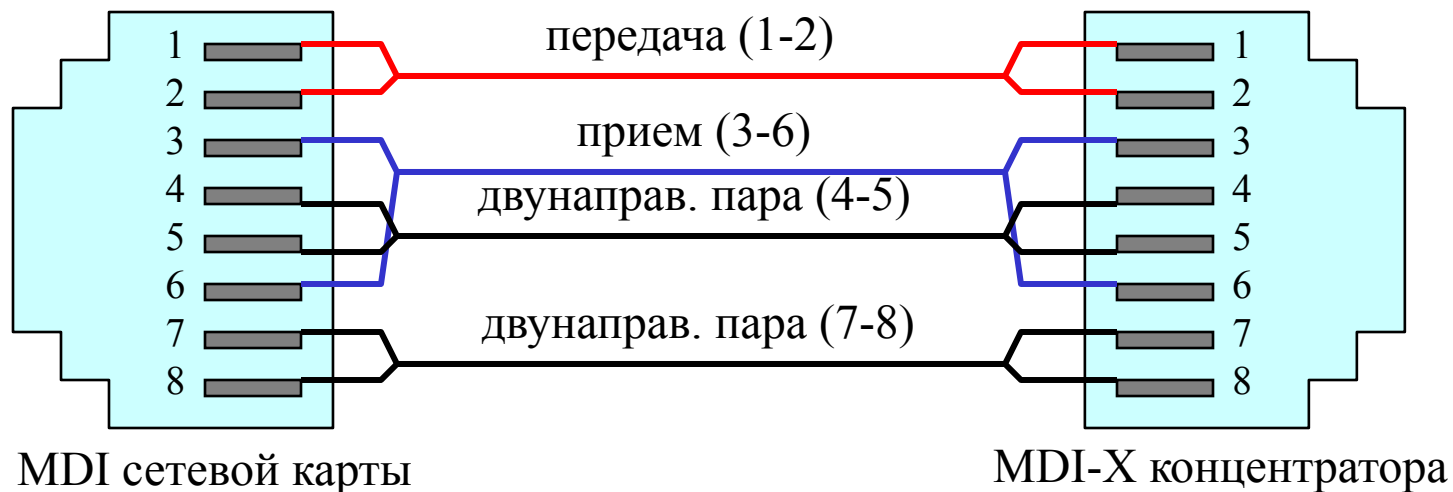 передача (1-2)
1 1
2 2
прием (3-6)
3 3
4 двунаправ. пара (4-5) 4
5 5
6 6
7 двунаправ. пара (7-8) 7
8 8
MDI сетевой карты
MDI-X концентратора